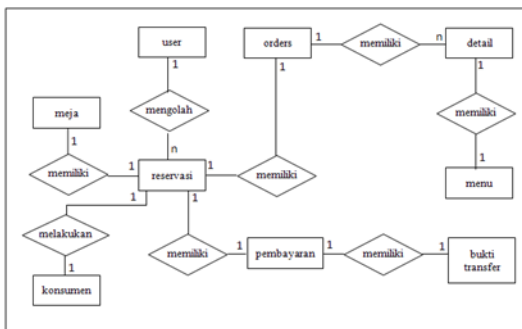 user
orders
1
memiliki
n
detail
1
1
1
mengolah
meja
memiliki
1
n
1
1
menu
memiliki
1
reservasi
1
memiliki
1
1
melakukan
1
konsumen
memiliki
1
pembayaran
1
memiliki
1
bukti
transfer